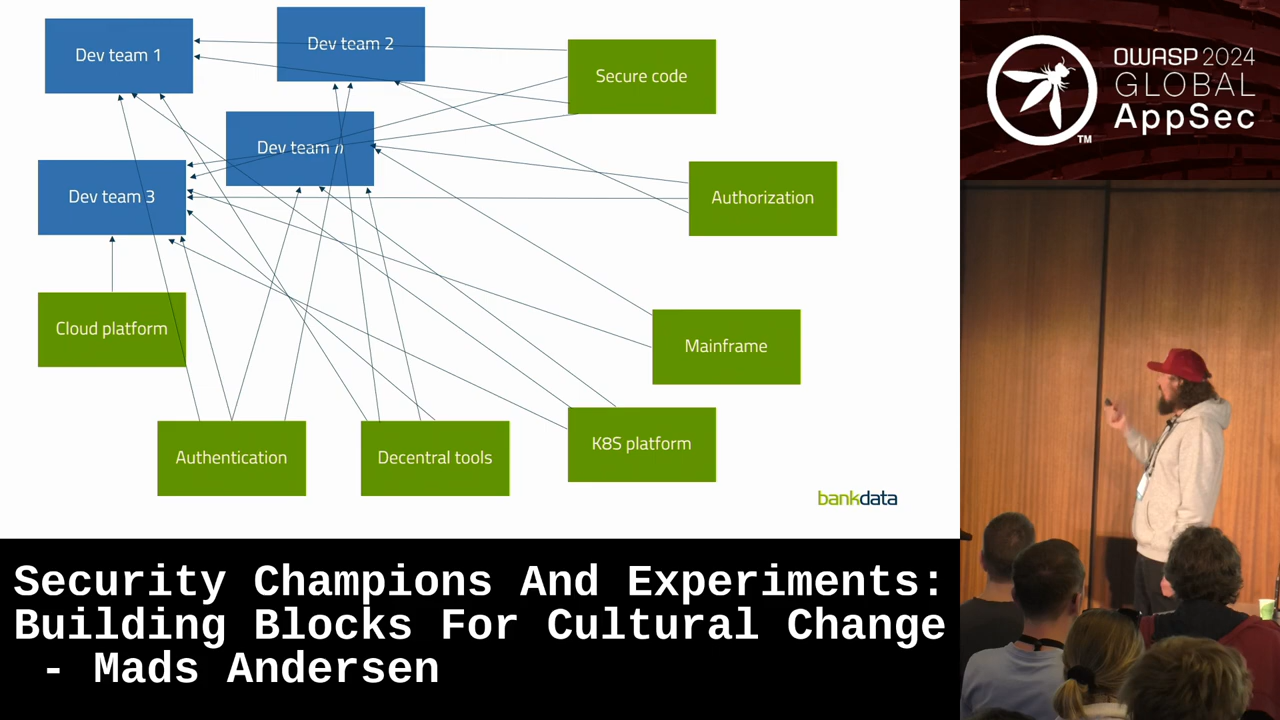 Dev team 1
Dev team 2
Secure code
Dev team n
Dev team 3
Authorization
Cloud platform
Mainframe
Authentication
Decentral tools
K8S platform
bankdata
OWASP 2024
GLOBAL
AppSec
TM
Security Champions And Experiments:
Building Blocks For Cultural Change
- Mads Andersen